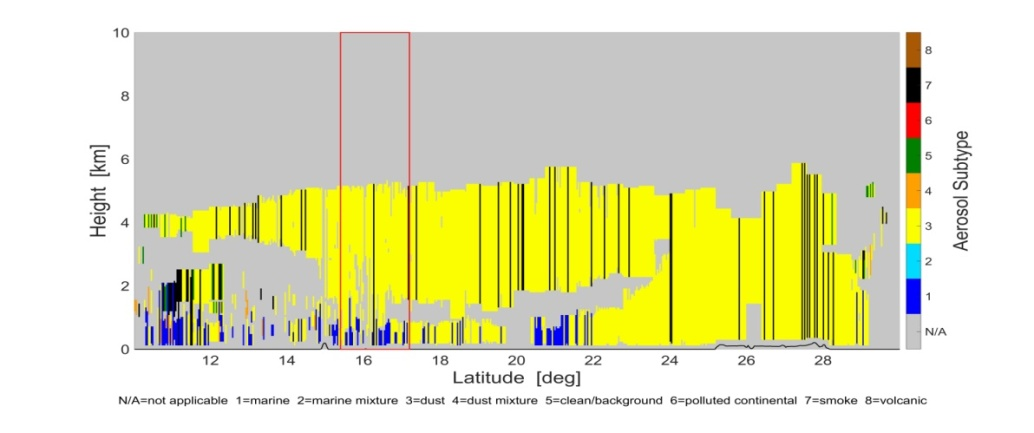 10
8
6
4
2
0
Height [km]
12 14 16 18 20 22 24 26 28
Latitude [deg]
8
7
6
5
4
3
2
1
N/A
Aerosol Subtype
N/A=not applicable 1=marine 2=marine mixture 3=dust 4=dust mixture 5=clean/background 6=polluted continental 7=smoke 8=volcanic